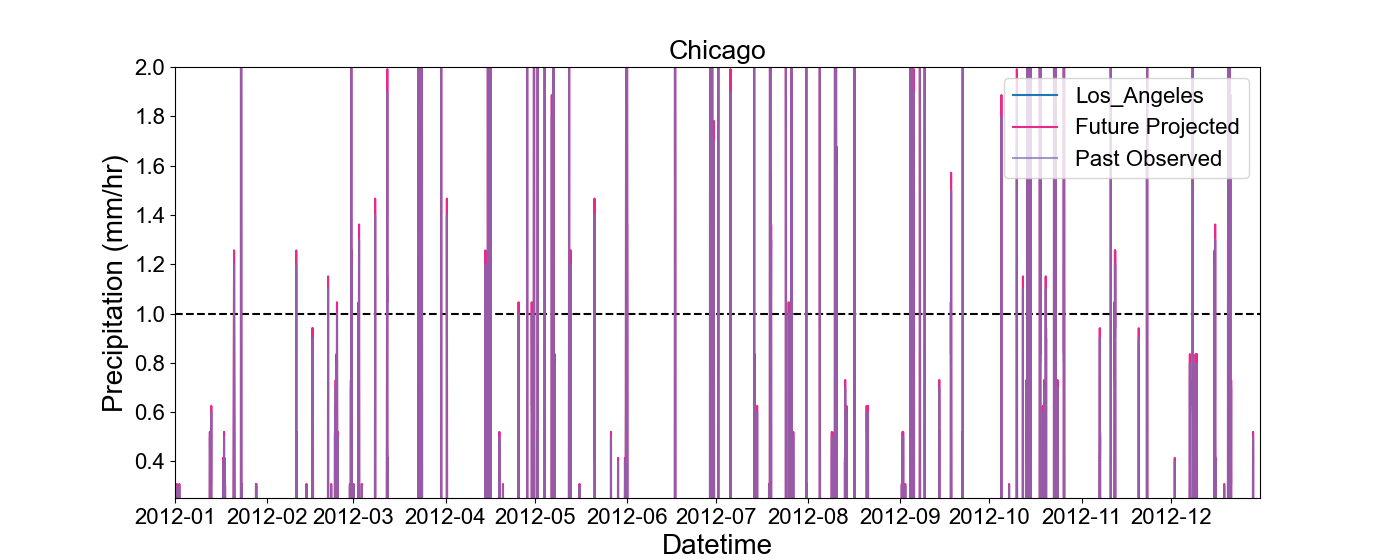 Chicago
2.0
1.8
1.6
1.4
1.2
1.0
0.8
0.6
0.4
Precipitation (mm/hr)
Los_Angeles
Future Projected
Past Observed
2012-01 2012-02 2012-03 2012-04 2012-05 2012-06 2012-07 2012-08 2012-09 2012-10 2012-11 2012-12
Datetime